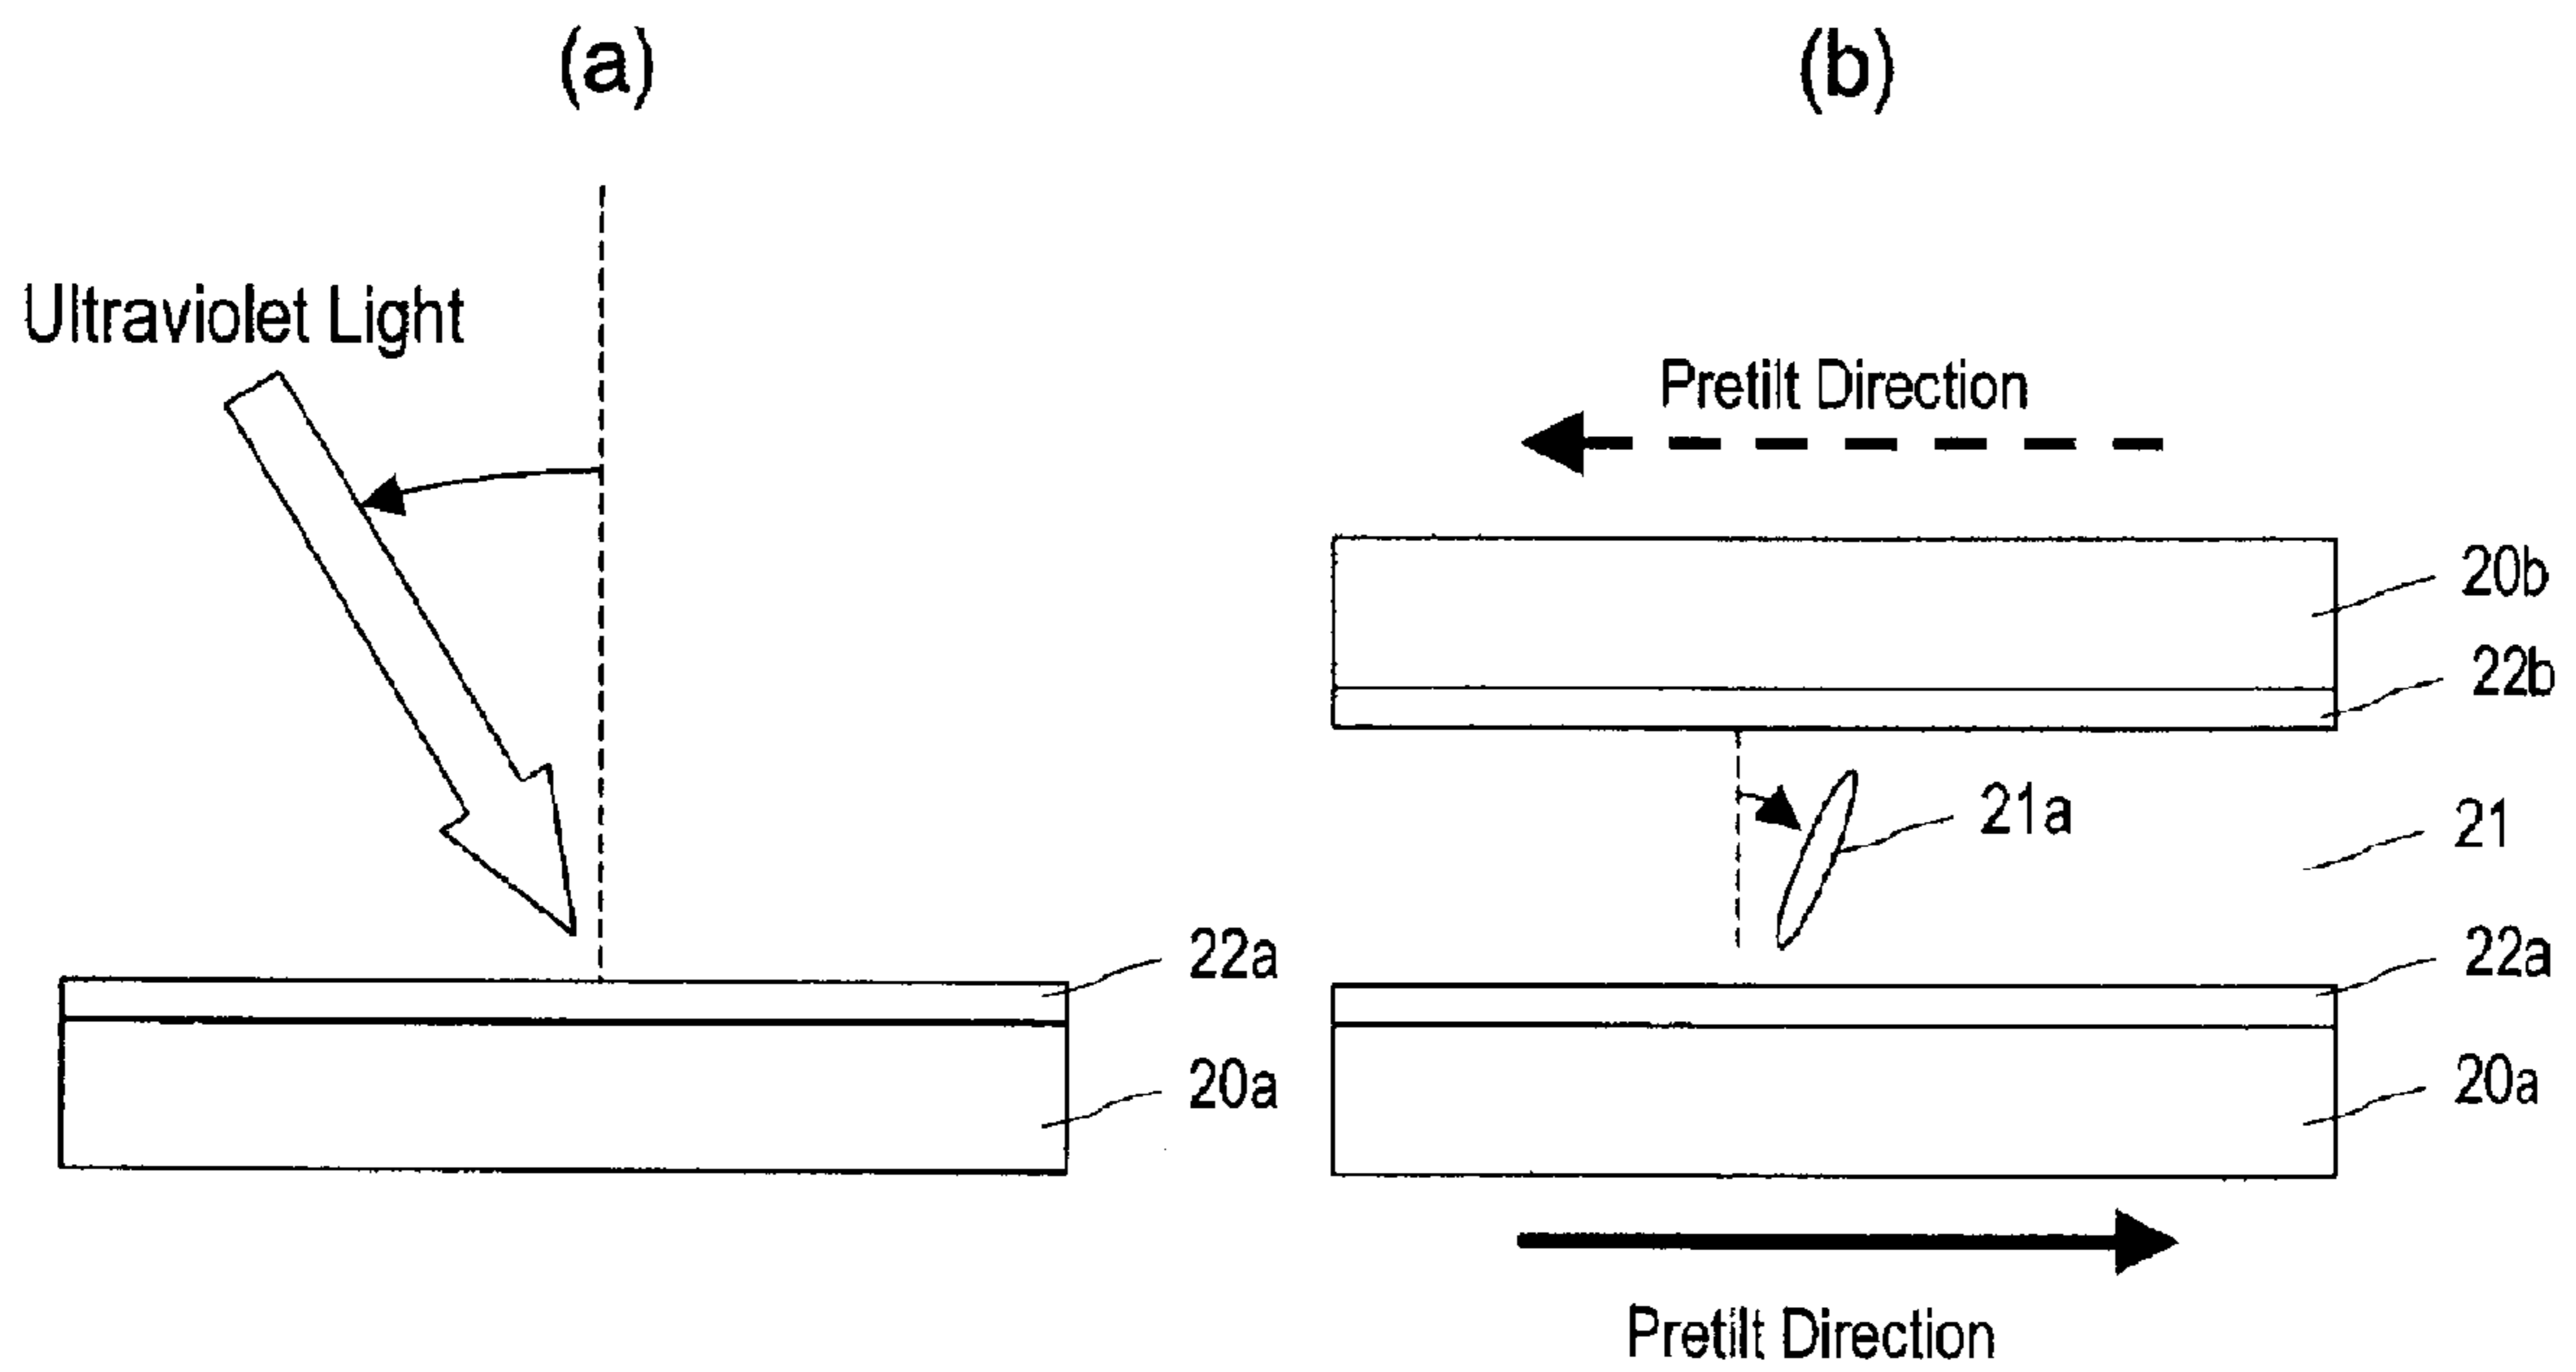 (a)
(b)
Ultraviolet Light
22a
20a
Pretilt Direction
20b
22b
21a
21
22a
20a
Pretilt Direction